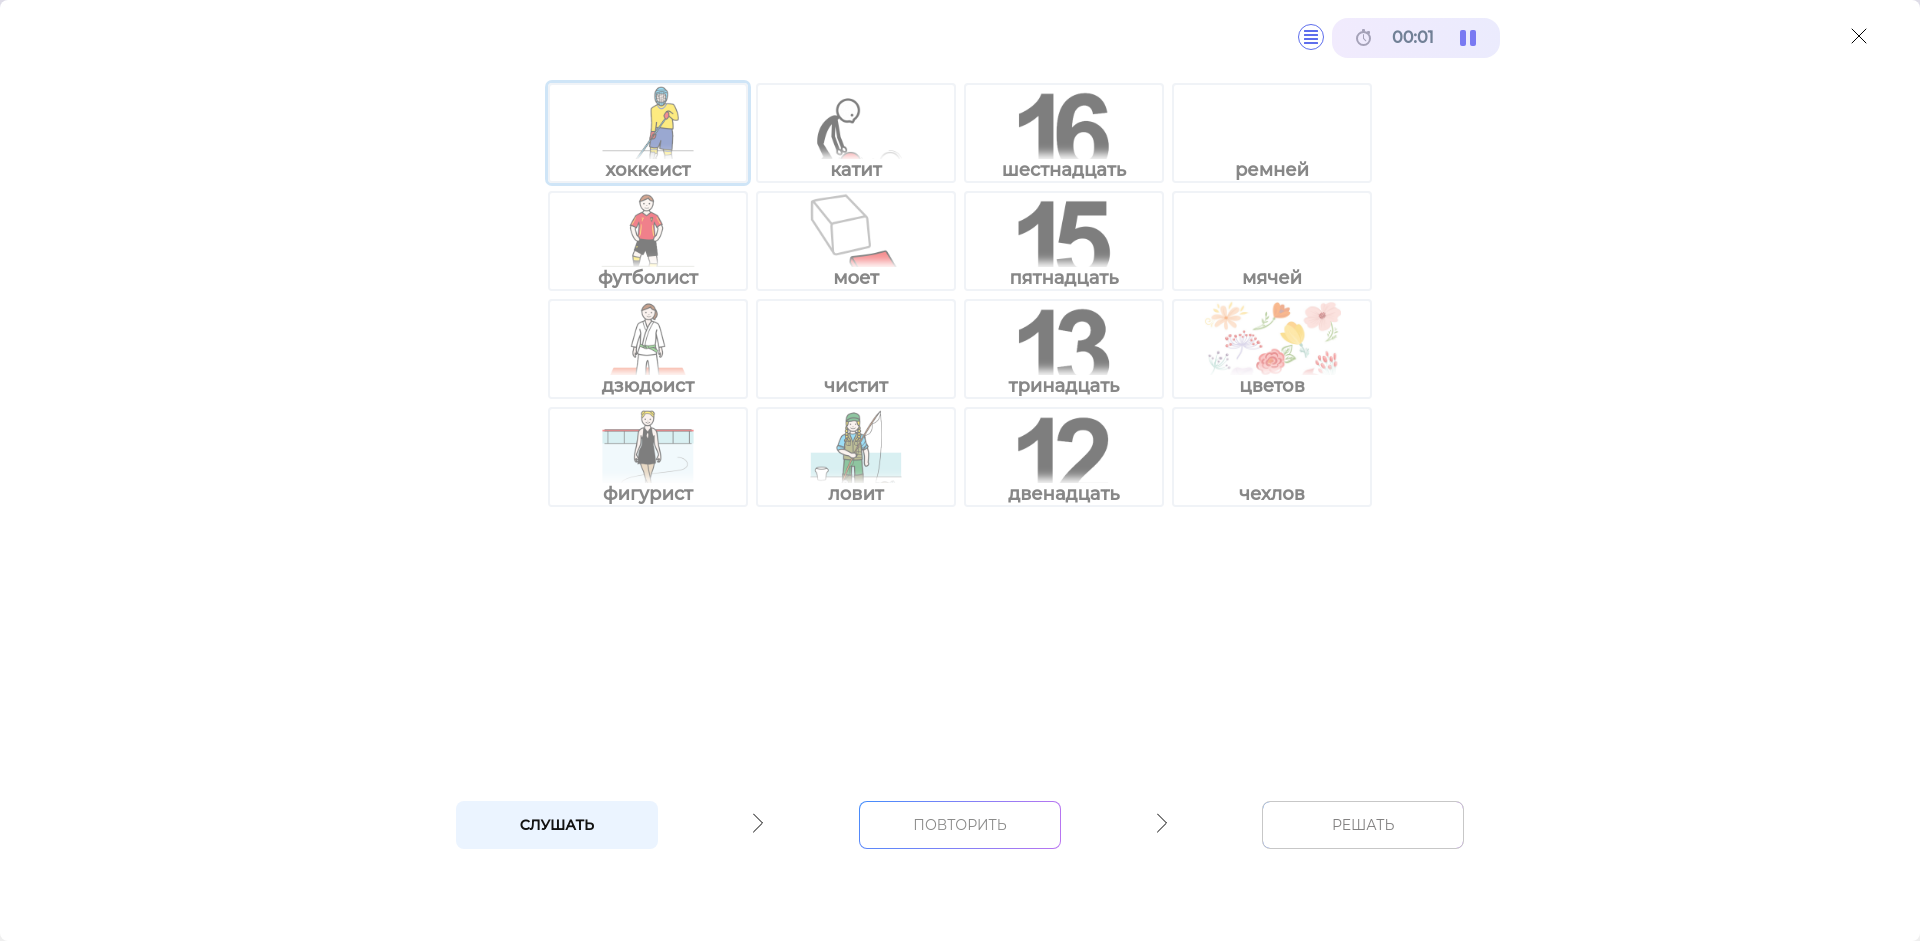 00:01
хоккеист
катит
16
шестнадцать
ремней
футболист
моет
15
пятнадцать
мячей
дзюдоист
чистит
13
тринадцать
цветов
фигурист
ловит
12
двенадцать
чехлов
СЛУШАТЬ
ПОВТОРИТЬ
РЕШАТЬ